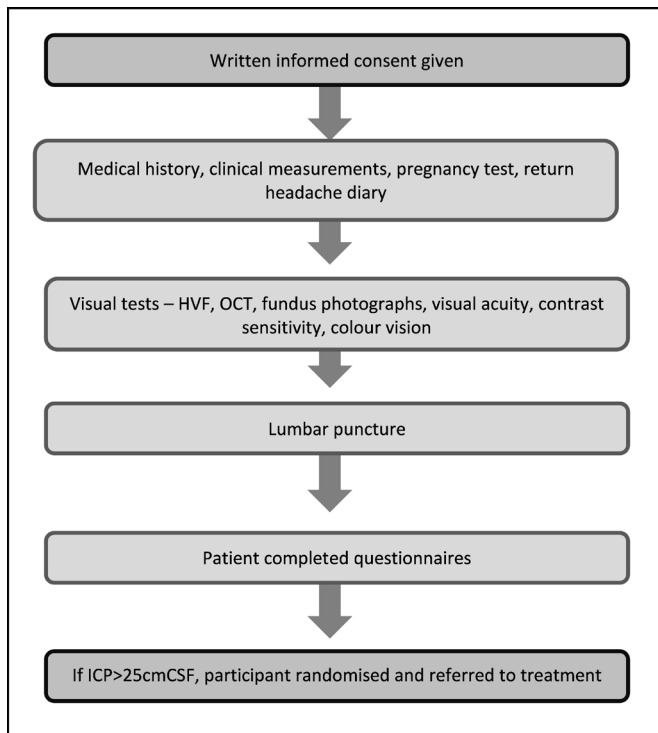 Written informed consent given
Medical history, clinical measurements, pregnancy test, return
headache diary
Visual tests – HVF, OCT, fundus photographs, visual acuity, contrast
sensitivity, colour vision
Lumbar puncture
Patient completed questionnaires
If ICP>25cmCSF, participant randomised and referred to treatment